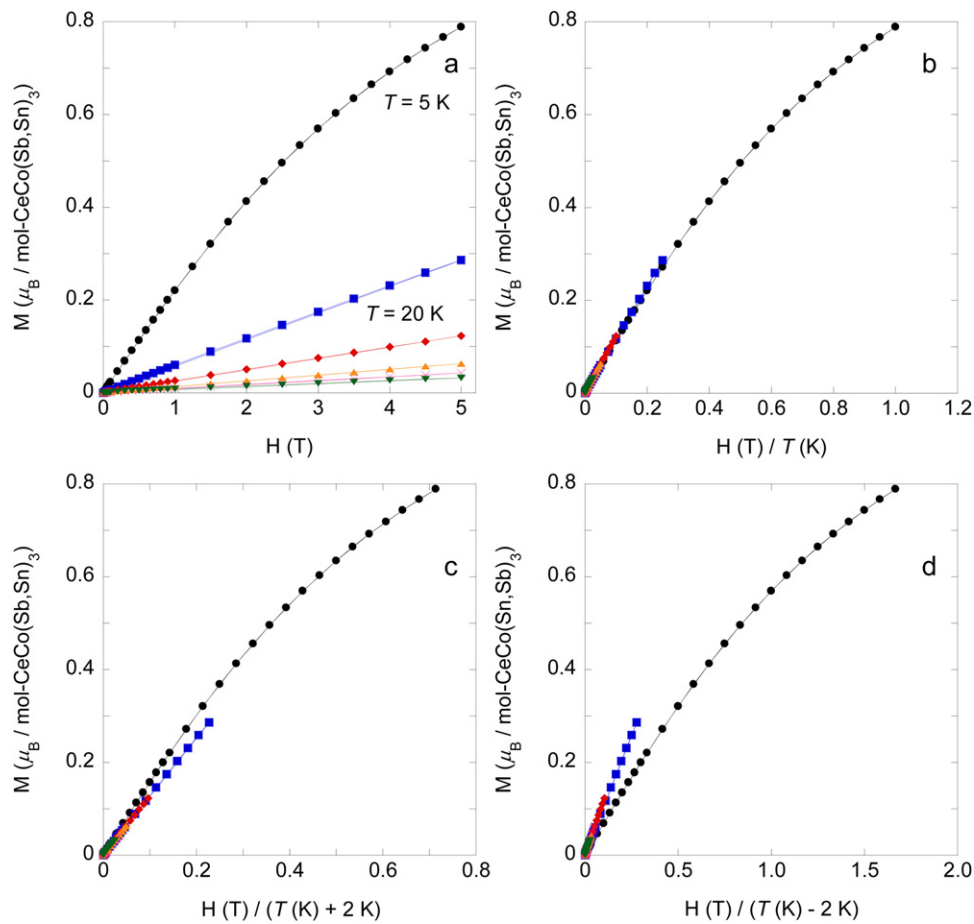 0.8
0.6
0.4
0.2
0
M (μB / mol-CeCo(Sb,Sn)3)
a
T = 5 K
T = 20 K
0 1 2 3 4 5
H (T)
0.8
0.6
0.4
0.2
0
M (μB / mol-CeCo(Sb,Sn)3)
b
0 0.2 0.4 0.6 0.8 1.0 1.2
H (T) / T (K)
0.8
0.6
0.4
0.2
0
M (μB / mol-CeCo(Sb,Sn)3)
c
0 0.2 0.4 0.6 0.8
H (T) / (T (K) + 2 K)
0.8
0.6
0.4
0.2
0
M (μB / mol-CeCo(Sn,Sb)3)
d
0 0.5 1.0 1.5 2.0
H (T) / (T (K) - 2 K)